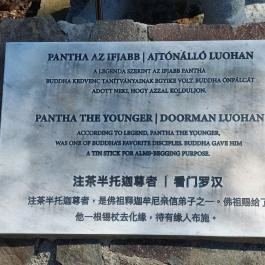 PANTHA AZ IFJABB | AJTÓNÁLLÓ LUOHAN
A LEGENDA SZERINT AZ IFJABB PANTHA
BUDDHA KEDVENC TANÍTVÁNYAINAK EGYIKE VOLT. BUDDHA ÓNPÁLCÁT
ADOTT NEKI, HOGY AZZAL KOLDULJON.
PANTHA THE YOUNGER | DOORMAN LUOHAN
ACCORDING TO LEGEND, PANTHA THE YOUNGER,
WAS ONE OF BUDDHA'S FAVORITE DISCIPLES. BUDDHA GAVE HIM
A TIN STICK FOR ALMS-BEGGING PURPOSE.
注茶半托迦尊者 | 看门罗汉
注茶半托迦尊者,是佛祖释迦牟尼亲信弟子之一。佛祖赐给了
他一根锡杖去化缘,待有缘人布施。